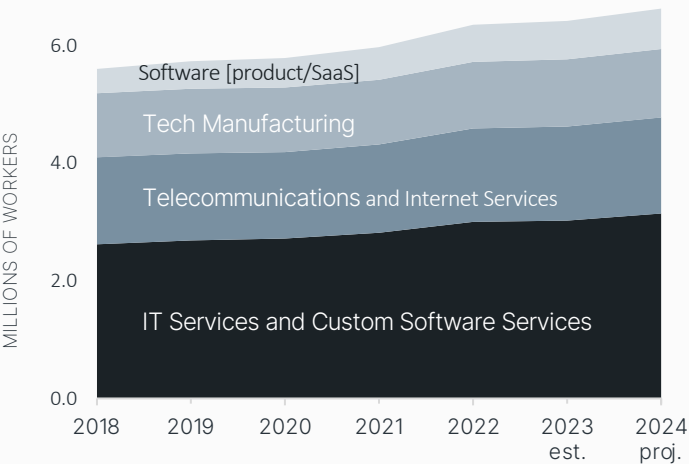 6.0
Software [product/SaaS]
Tech Manufacturing
4.0
Telecommunications and Internet Services
MILLIONS OF WORKERS
2.0
IT Services and Custom Software Services
0.0
2018 2019 2020 2021 2022 2023 2024
est. proj.